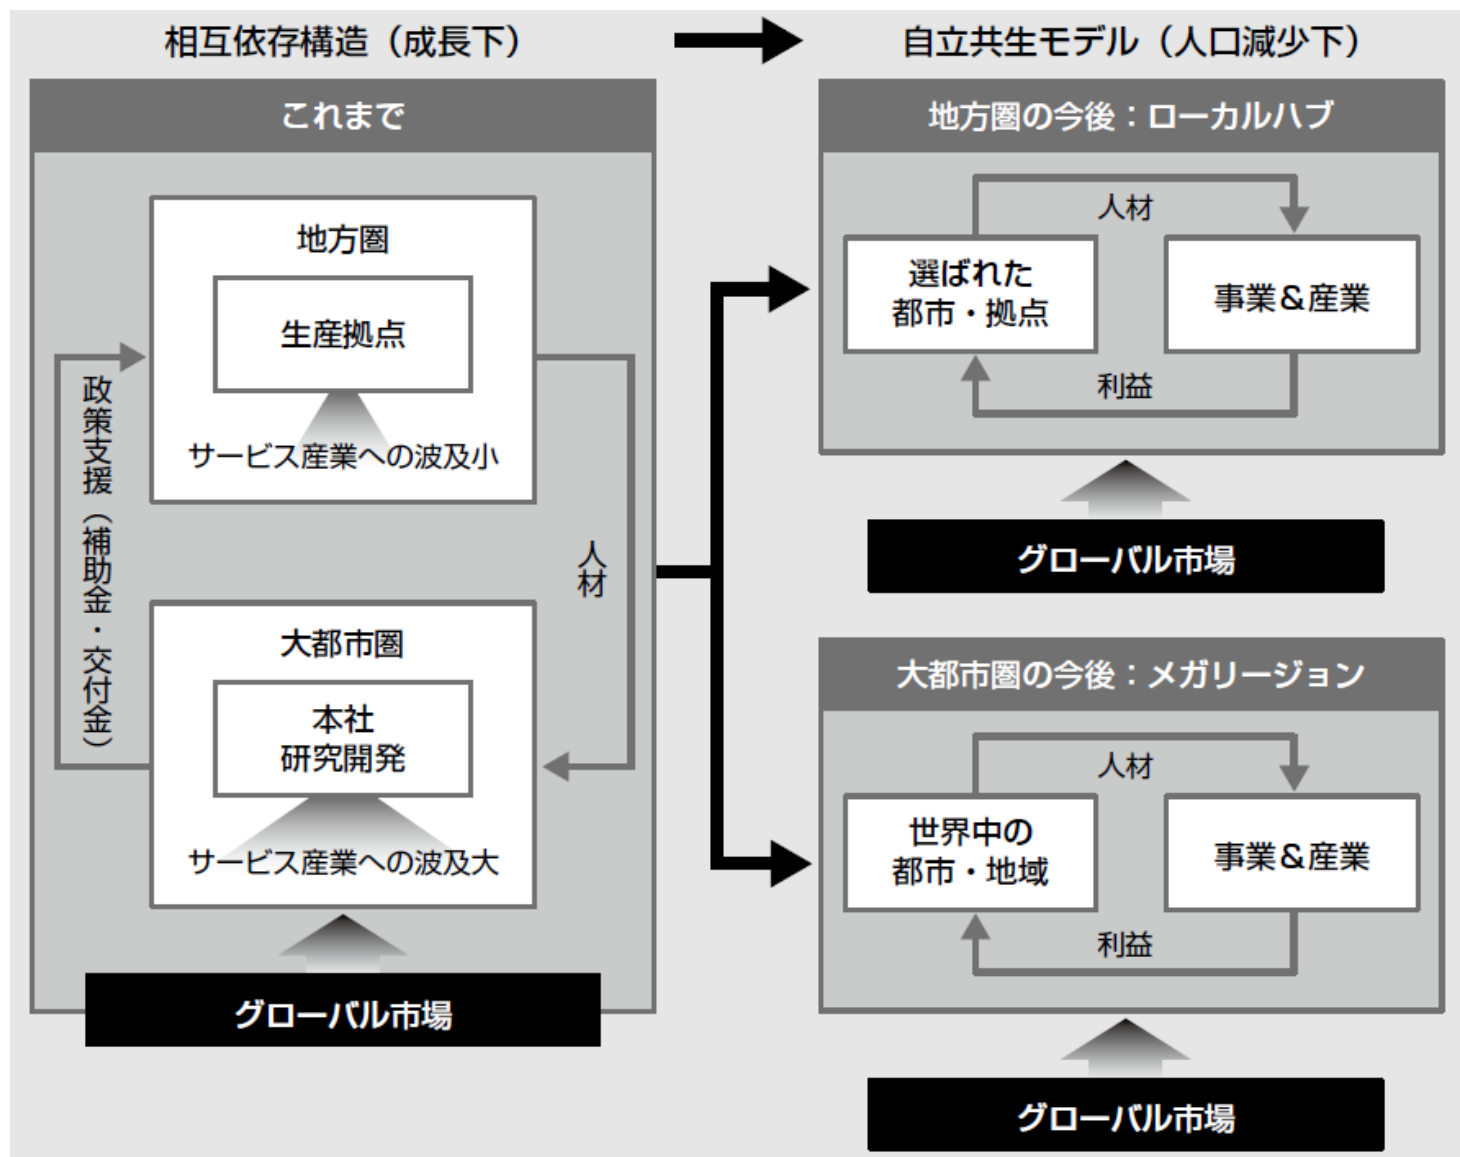 相互依存構造（成長下）
自立共生モデル（人口減少下）
これまで
地方圏
生産拠点
サービス産業への波及小
政策支援（補助金・交付金）
人材
大都市圏
本社
研究開発
サービス産業への波及大
グローバル市場
地方圏の今後：ローカルハブ
人材
選ばれた
都市・拠点
事業＆産業
利益
グローバル市場
大都市圏の今後：メガリージョン
人材
世界中の
都市・地域
事業＆産業
利益
グローバル市場